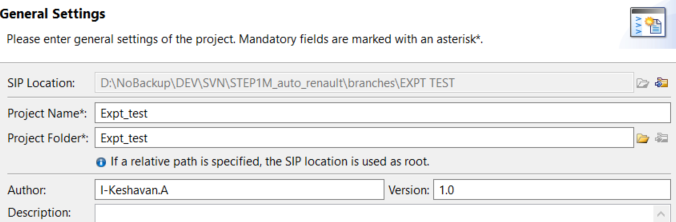 General Settings
Please enter general settings of the project. Mandatory fields are marked with an asterisk*.
SIP Location: D:\NoBackup\DEV\SVN\STEP1M_auto_renault\branches\EXPT TEST
Project Name*: Expt_test
Project Folder*: Expt_test
If a relative path is specified, the SIP location is used as root.
Author: I-Keshavan.A Version: 1.0
Description: